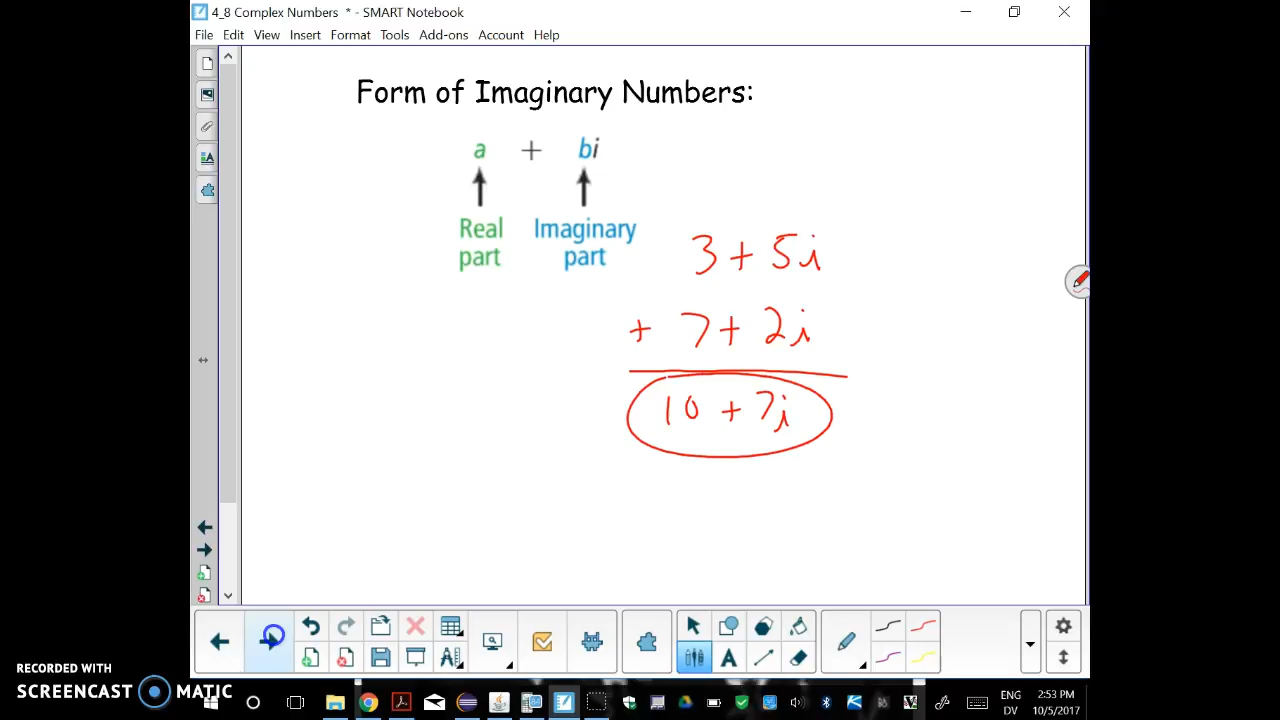 4_8 Complex Numbers * - SMART Notebook
File Edit View Insert Format Tools Add-ons Account Help
Form of Imaginary Numbers:
a + bi
Real part
Imaginary part
3 + 5i
+ 7 + 2i
10 + 7i
RECORDED WITH
SCREENCAST MATIC
ENG
DV
2:53 PM
10/5/2017